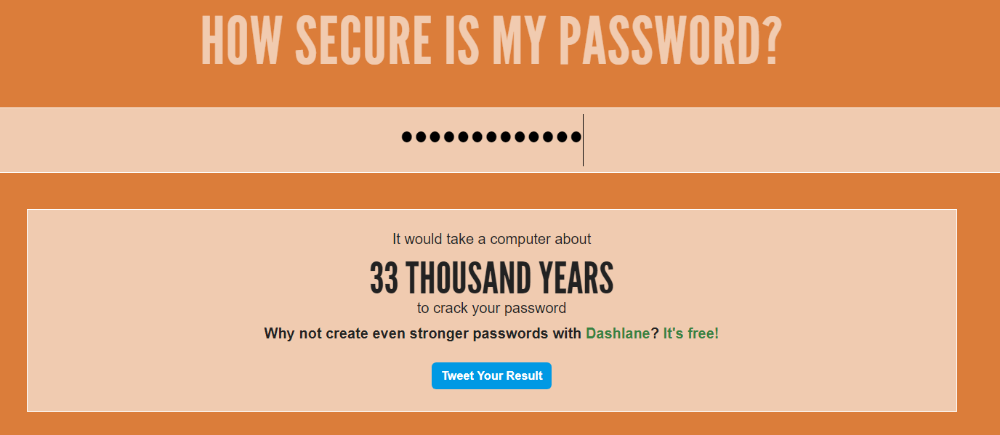 HOW SECURE IS MY PASSWORD?
●●●●●●●●●●●●●
It would take a computer about
33 THOUSAND YEARS
to crack your password
Why not create even stronger passwords with Dashlane? It's free!
Tweet Your Result